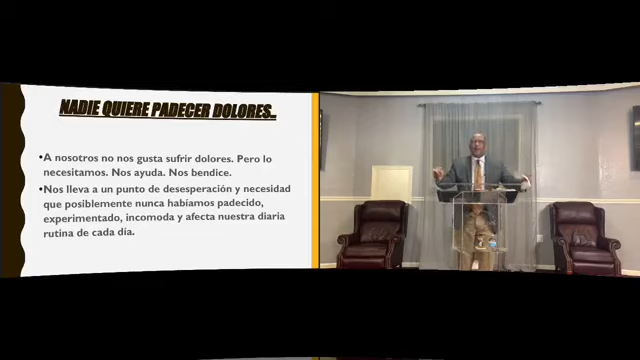 NADIE QUIERE PADECER DOLORES..
•A nosotros no nos gusta sufrir dolores. Pero lo
necesitamos. Nos ayuda. Nos bendice.
•Nos lleva a un punto de desesperación y necesidad
que posiblemente nunca habíamos padecido,
experimentado, incomoda y afecta nuestra diaria
rutina de cada día.